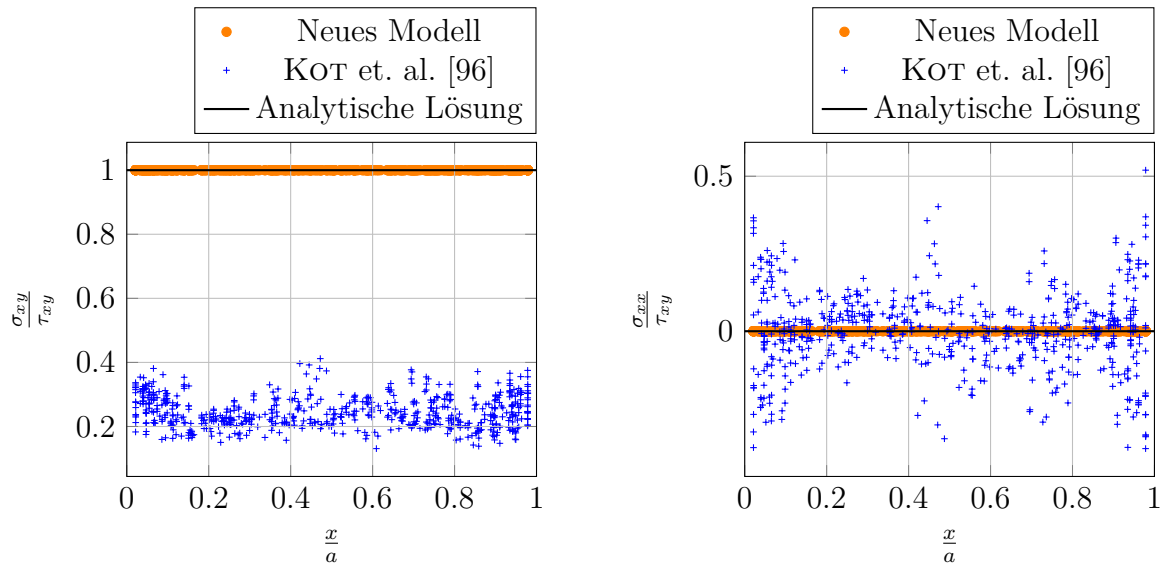 Neues Modell
KOT et. al. [96]
Analytische Lösung
1
0.8
0.6
0.4
0.2
σxy
τxy
0 0.2 0.4 0.6 0.8 1
x
a
Neues Modell
KOT et. al. [96]
Analytische Lösung
0.5
0
σxx
τxy
0 0.2 0.4 0.6 0.8 1
x
a